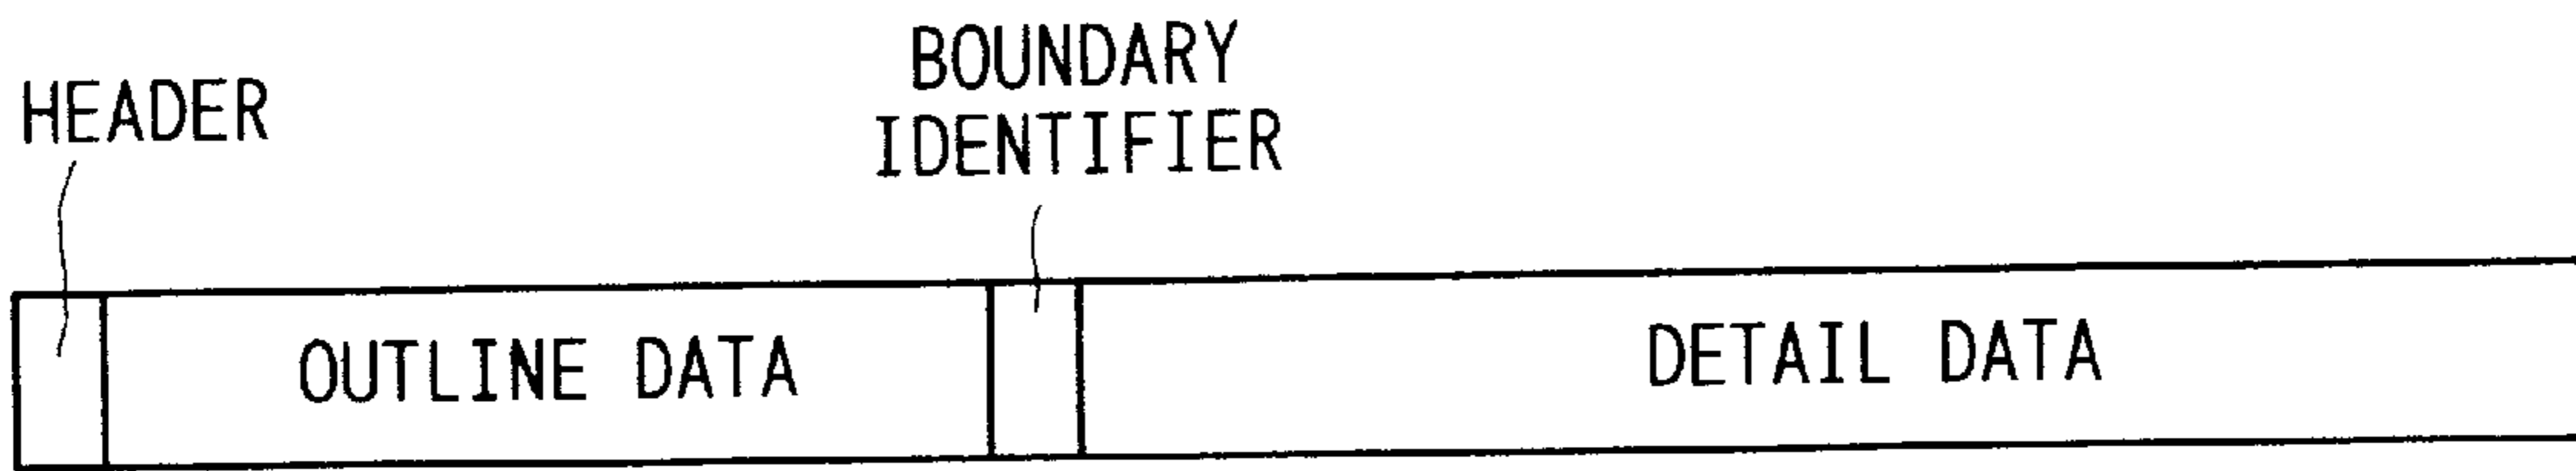 HEADER
BOUNDARY
IDENTIFIER
OUTLINE DATA
DETAIL DATA